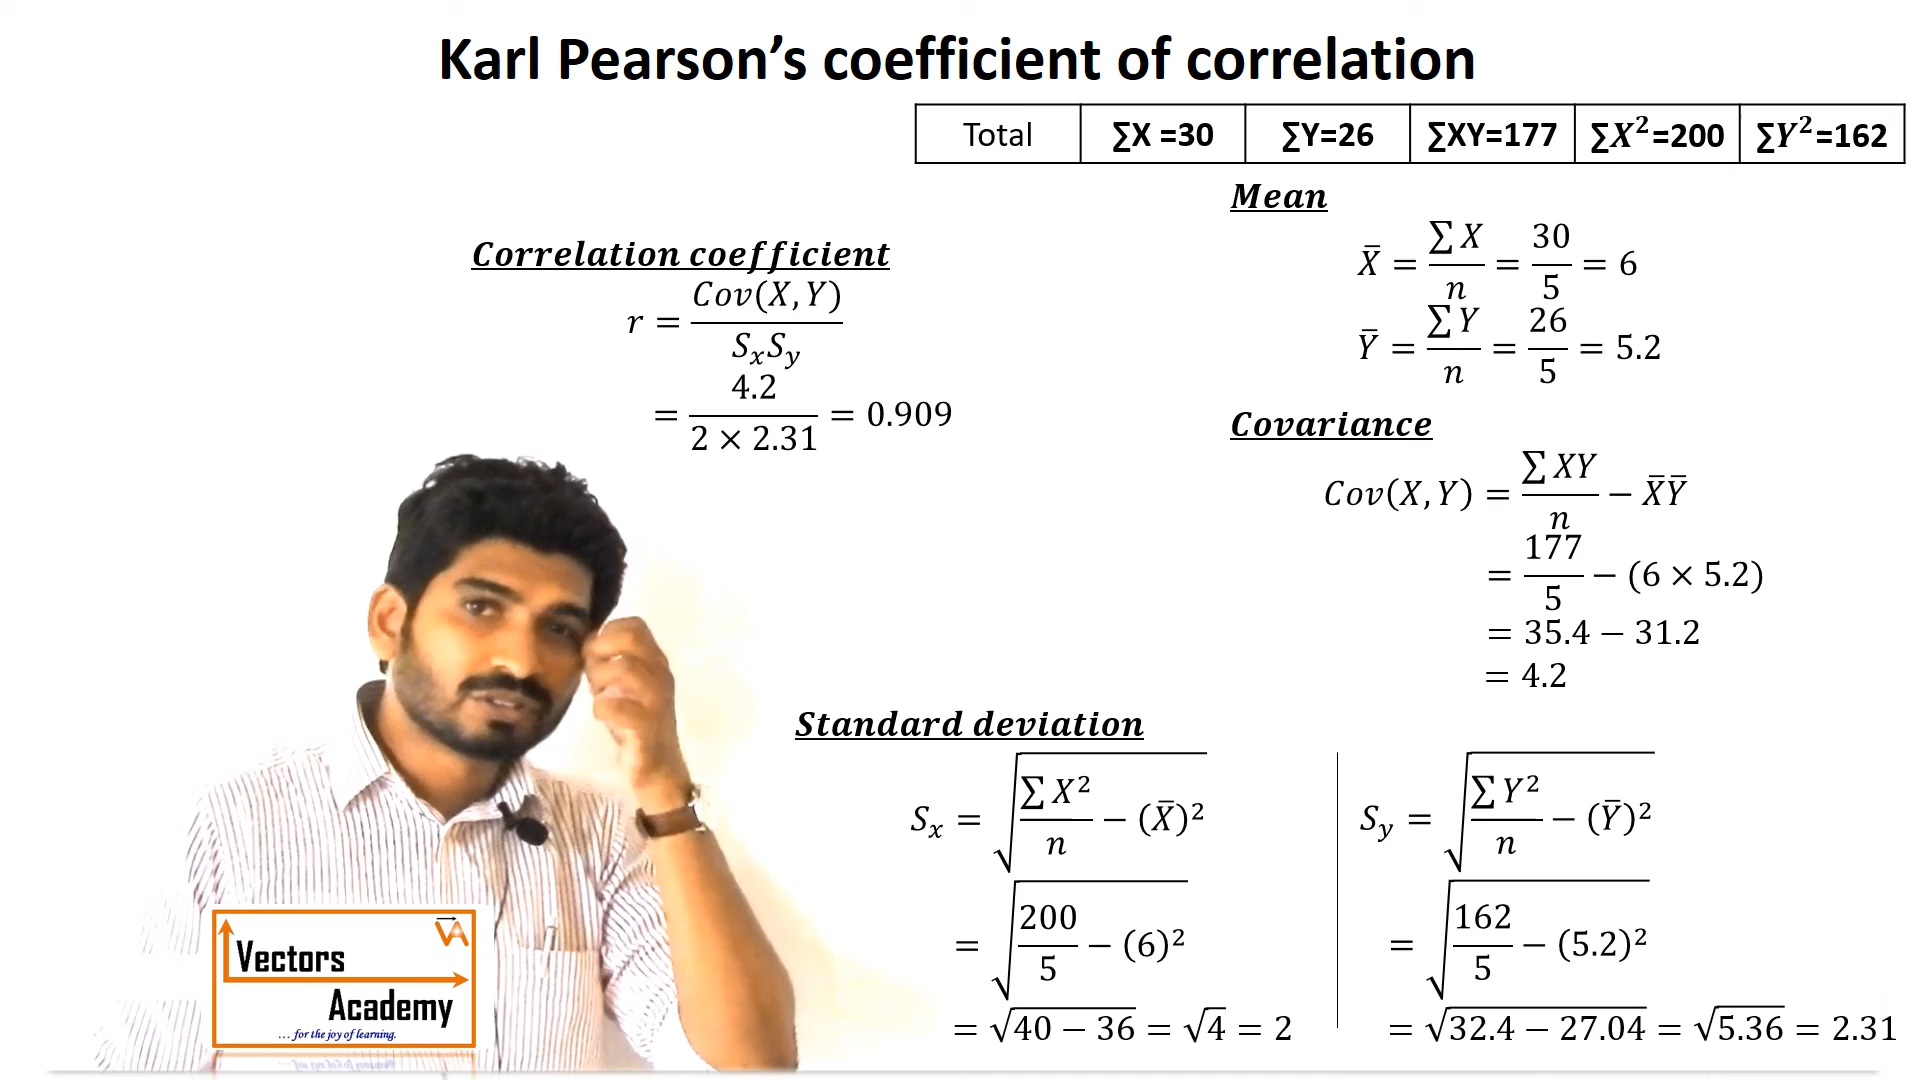 Karl Pearson’s coefficient of correlation
Total ∑X =30 ∑Y=26 ∑XY=177 ∑X²=200 ∑Y²=162
Mean
X̄ = ∑X/n = 30/5 = 6
Ȳ = ∑Y/n = 26/5 = 5.2
Correlation coefficient
r = Cov(X,Y)/SₓSᵧ
= 4.2/(2 × 2.31) = 0.909
Covariance
Cov(X,Y) = ∑XY/n − X̄Ȳ
= 177/5 − (6 × 5.2)
= 35.4 − 31.2
= 4.2
Standard deviation
Sₓ = √(∑X²/n − (X̄)²)
= √(200/5 − (6)²)
= √(40 − 36) = √4 = 2
Sᵧ = √(∑Y²/n − (Ȳ)²)
= √(162/5 − (5.2)²)
= √(32.4 − 27.04) = √5.36 = 2.31
VA
Vectors
Academy
... for the joy of learning.